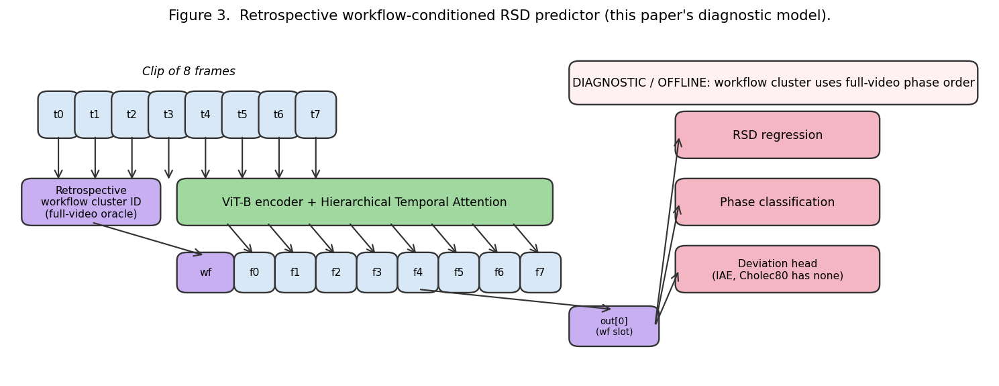 Figure 3.  Retrospective workflow-conditioned RSD predictor (this paper's diagnostic model).
Clip of 8 frames
DIAGNOSTIC / OFFLINE: workflow cluster uses full-video phase order
t0 t1 t2 t3 t4 t5 t6 t7
RSD regression
Retrospective
workflow cluster ID
(full-video oracle)
ViT-B encoder + Hierarchical Temporal Attention
Phase classification
wf f0 f1 f2 f3 f4 f5 f6 f7
Deviation head
(IAE, Cholec80 has none)
out[0]
(wf slot)